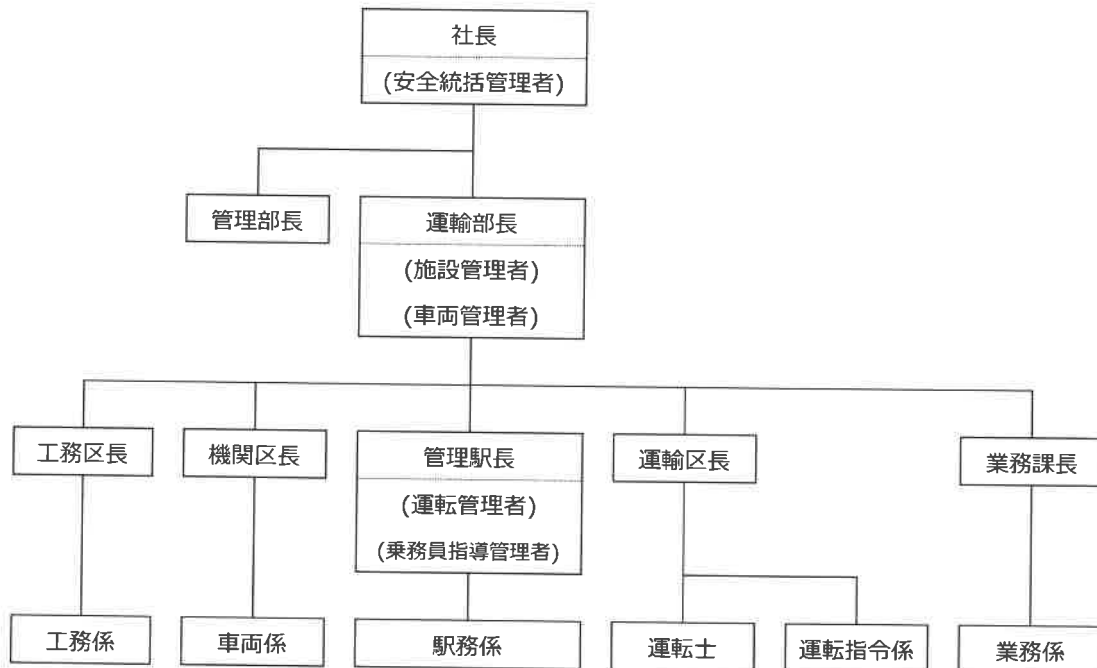 社長
(安全統括管理者)
管理部長
運輸部長
(施設管理者)
(車両管理者)
工務区長
機関区長
管理駅長
(運転管理者)
(乗務員指導管理者)
運輸区長
業務課長
工務係
車両係
駅務係
運転士
運転指令係
業務係